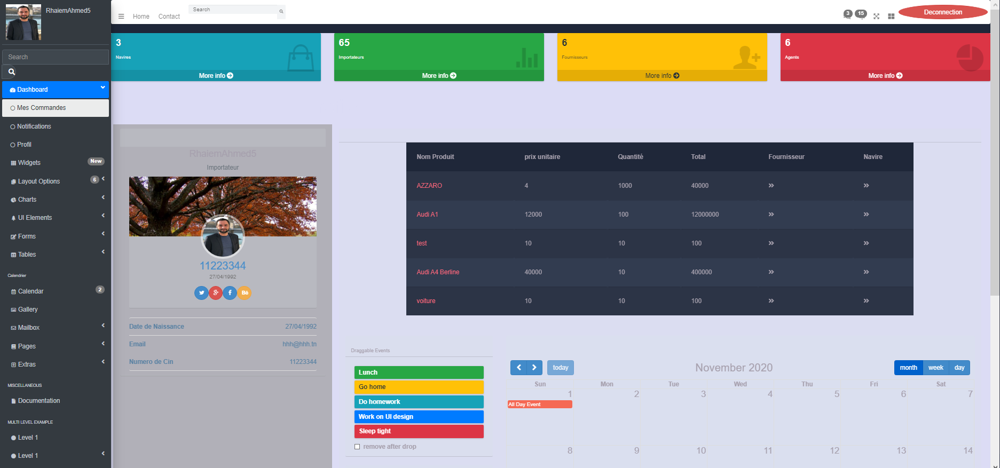 RhaiemAhmed5
Search
Dashboard
Mes Commandes
Notifications
Profil
Widgets New
Layout Options 6
Charts
UI Elements
Forms
Tables
Calendrier
Calendar 2
Gallery
Mailbox
Pages
Extras
MISCELLANEOUS
Documentation
MULTI LEVEL EXAMPLE
Level 1
Level 1
Home Contact Search 3 15 Deconnection
3
Navires
More info
65
Importateurs
More info
6
Fournisseurs
More info
6
Agents
More info
RhaiemAhmed5
Importateur
11223344
27/04/1992
Bē
Date de Naissance 27/04/1992
Email hhh@hhh.tn
Numero de Cin 11223344
Nom Produit prix unitaire Quantité Total Fournisseur Navire
AZZARO 4 1000 40000 » »
Audi A1 12000 100 12000000 » »
test 10 10 100 » »
Audi A4 Berline 40000 10 400000 » »
voiture 10 10 100 » »
Draggable Events
Lunch
Go home
Do homework
Work on UI design
Sleep tight
remove after drop
today November 2020 month week day
Sun Mon Tue Wed Thu Fri Sat
1 2 3 4 5 6 7
All Day Event
8 9 10 11 12 13 14